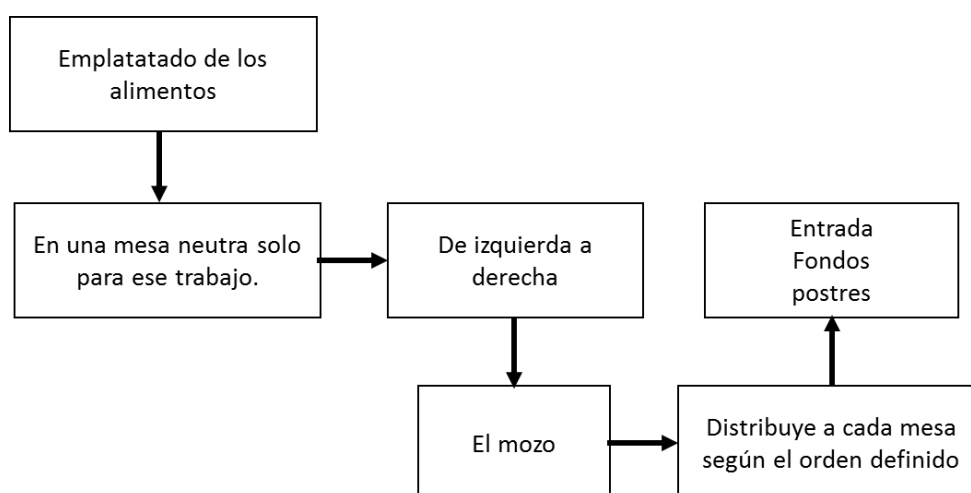 Emplatatado de los
alimentos
En una mesa neutra solo
para ese trabajo.
De izquierda a
derecha
El mozo
Distribuye a cada mesa
según el orden definido
Entrada
Fondos
postres